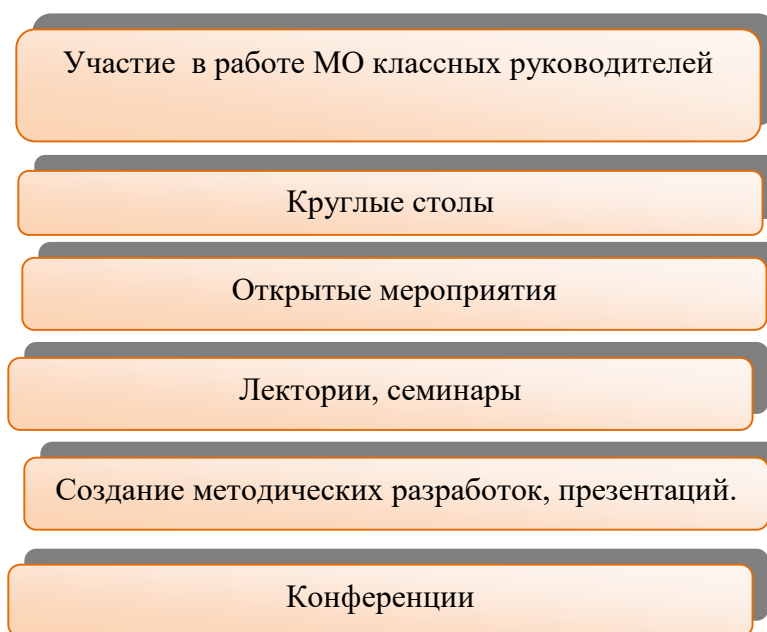 Участие в работе МО классных руководителей
Круглые столы
Открытые мероприятия
Лектории, семинары
Создание методических разработок, презентаций.
Конференции